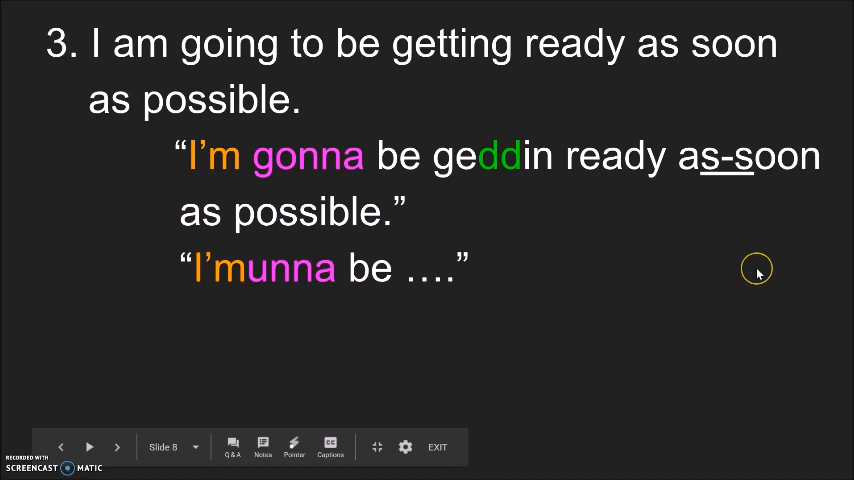 3. I am going to be getting ready as soon
as possible.
“I’m gonna be geddin ready as-soon
as possible.”
“I’munna be ….”
Slide 8
Q & A
Notes
Pointer
Captions
EXIT
RECORDED WITH
SCREENCAST MATIC